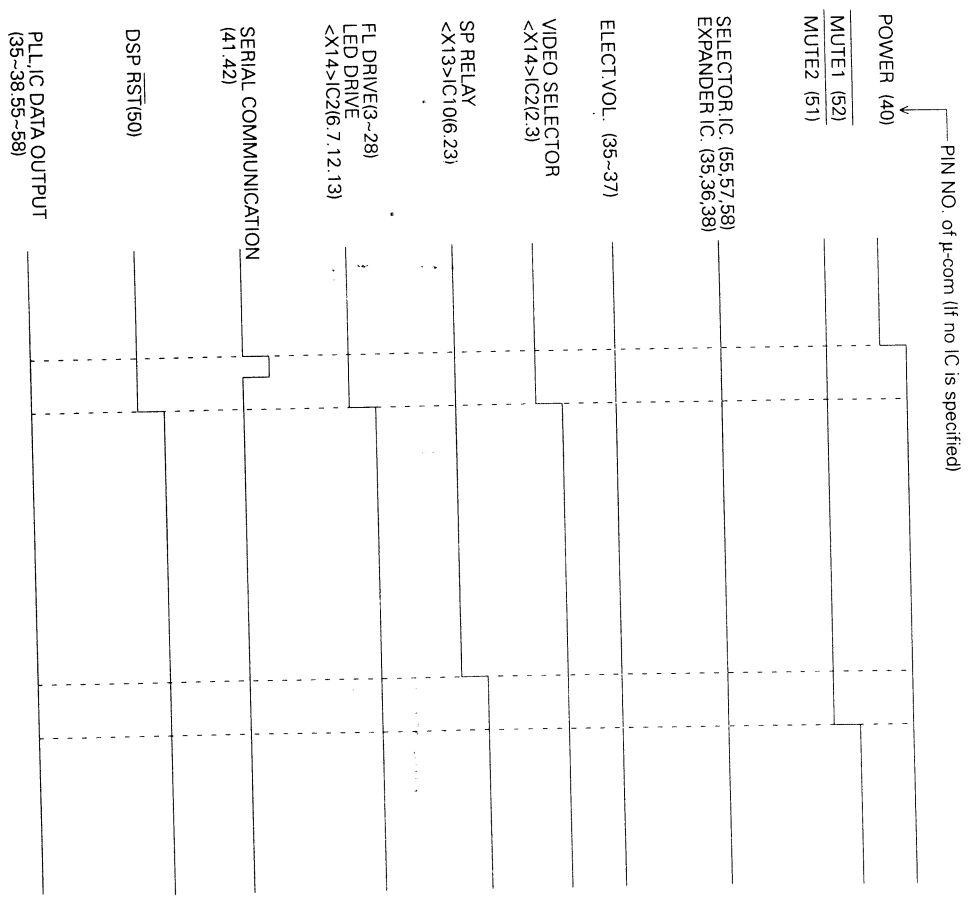 PIN NO. of μ-com (If no IC is specified)
POWER (40)
MUTE1 (52)
MUTE2 (51)
SELECTOR.IC. (55,57,58)
EXPANDER IC. (35,36,38)
ELECT.VOL. (35~37)
VIDEO SELECTOR
<X14>IC2(2.3)
SP RELAY
<X13>IC10(6.23)
FL DRIVE(3~28)
LED DRIVE
<X14>IC2(6.7.12.13)
SERIAL COMMUNICATION
(41.42)
DSP RST(50)
PLL,IC DATA OUTPUT
(35~38.55~58)